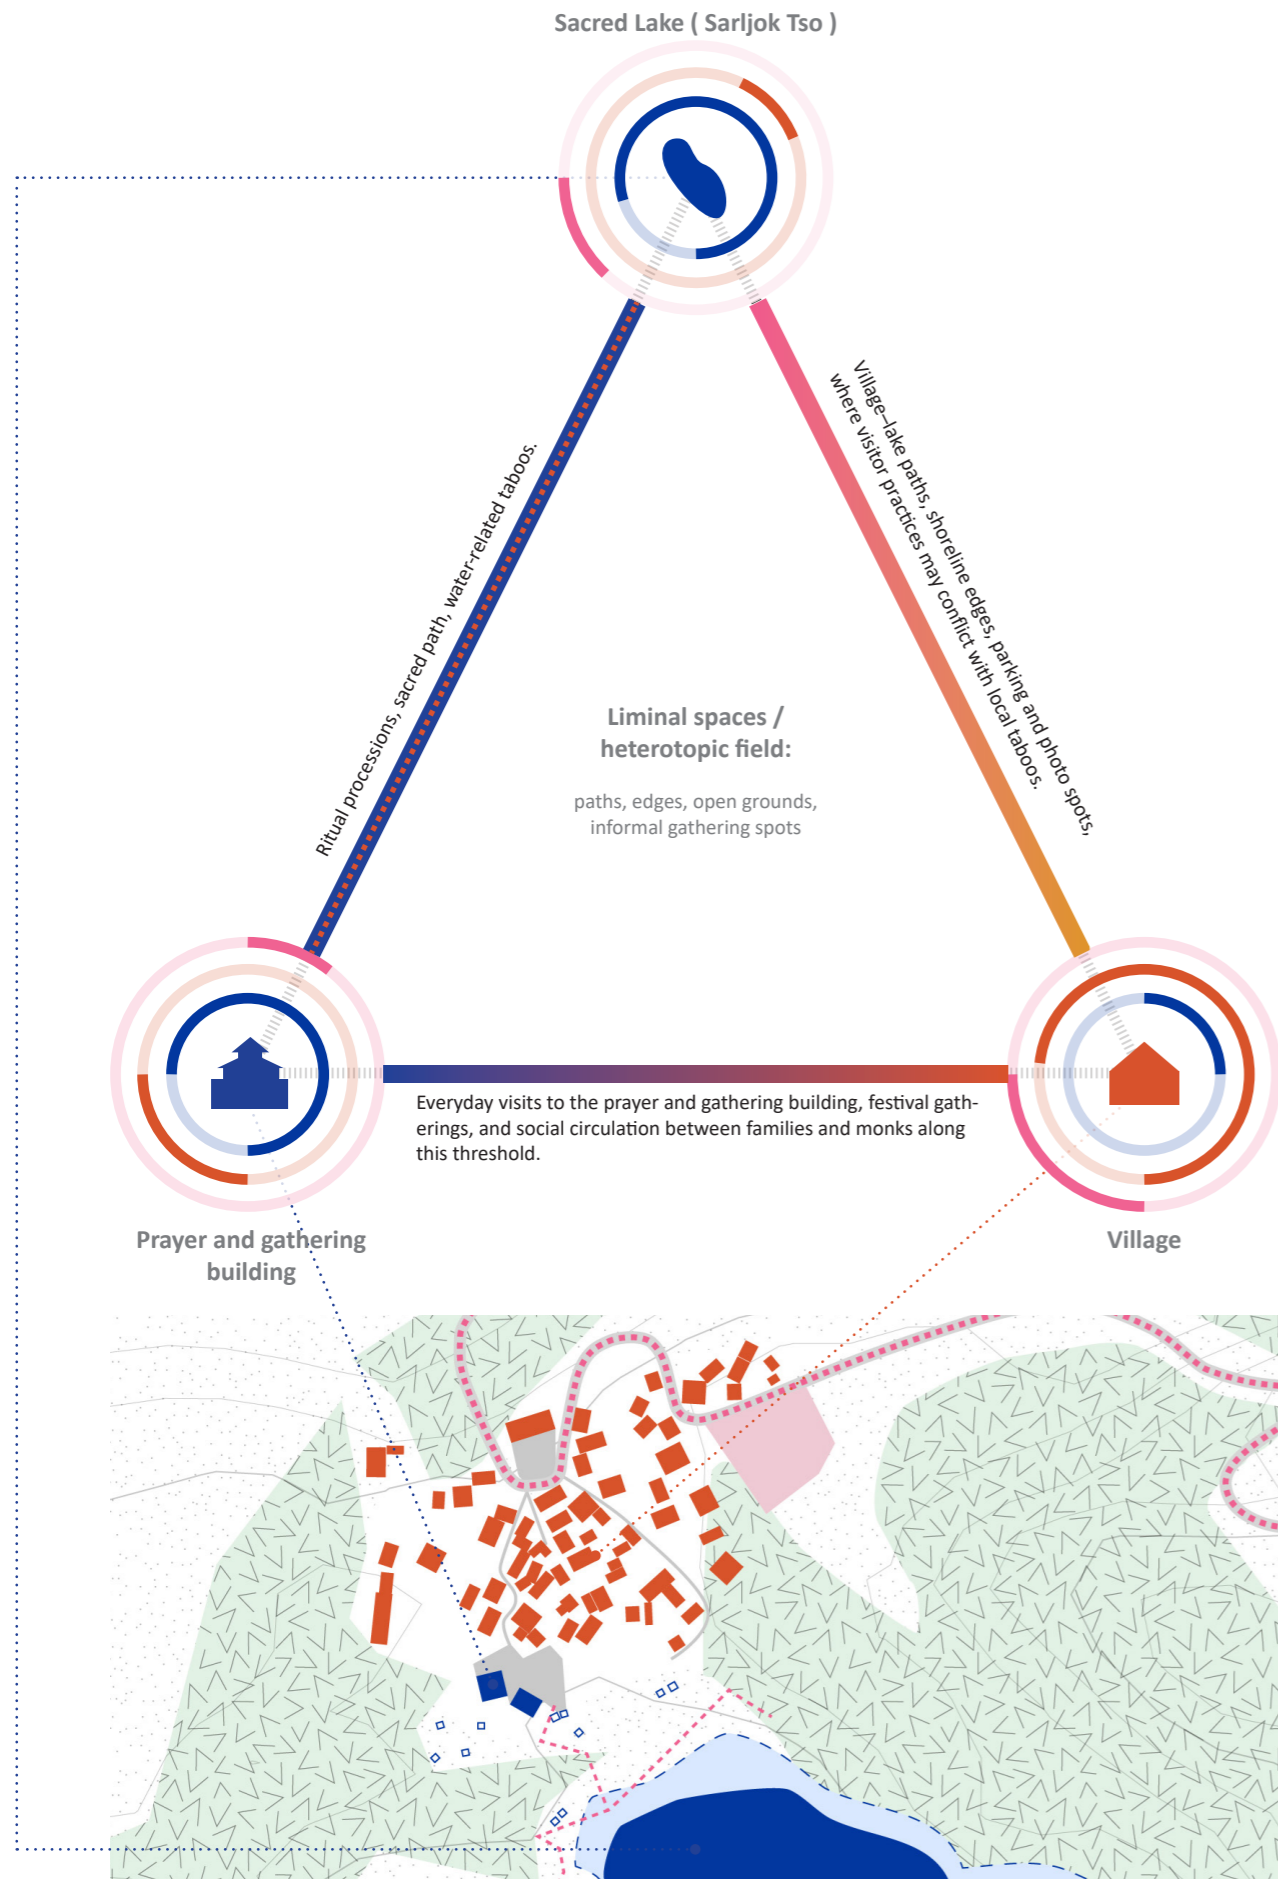 Sacred Lake ( Sarljok Tso )
Ritual processions, sacred path, water-related taboos.
Village–lake paths, shoreline edges, parking and photo spots,
where visitor practices may conflict with local taboos.
Liminal spaces /
heterotopic field:
paths, edges, open grounds,
informal gathering spots
Everyday visits to the prayer and gathering building, festival gath-
erings, and social circulation between families and monks along
this threshold.
Prayer and gathering
building
Village